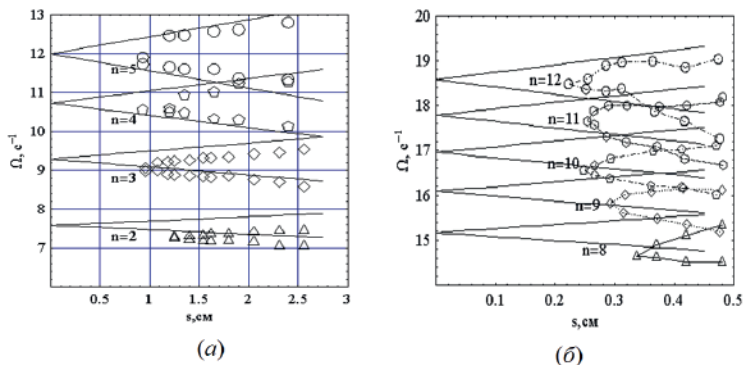 (a)
13
12
11
10
9
8
7
Ω, c⁻¹
n=5
n=4
n=3
n=2
0.5
1
1.5
2
2.5
3
s,см
(а)
(б)
20
19
18
17
16
15
Ω, c⁻¹
n=12
n=11
n=10
n=9
n=8
0.1
0.2
0.3
0.4
0.5
s,см
(б)